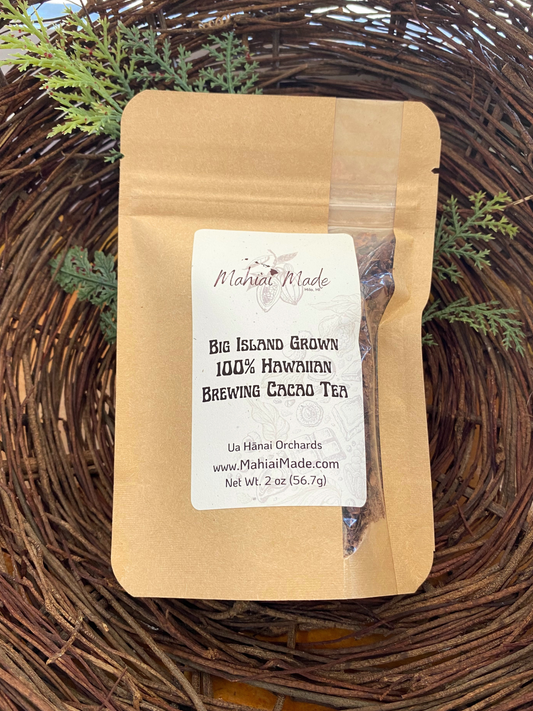 Mahiai Made
Big Island Grown
100% Hawaiian
Brewing Cacao Tea
Ua Hānai Orchards
www.MahiaiMade.com
Net Wt. 2 oz (56.7g)